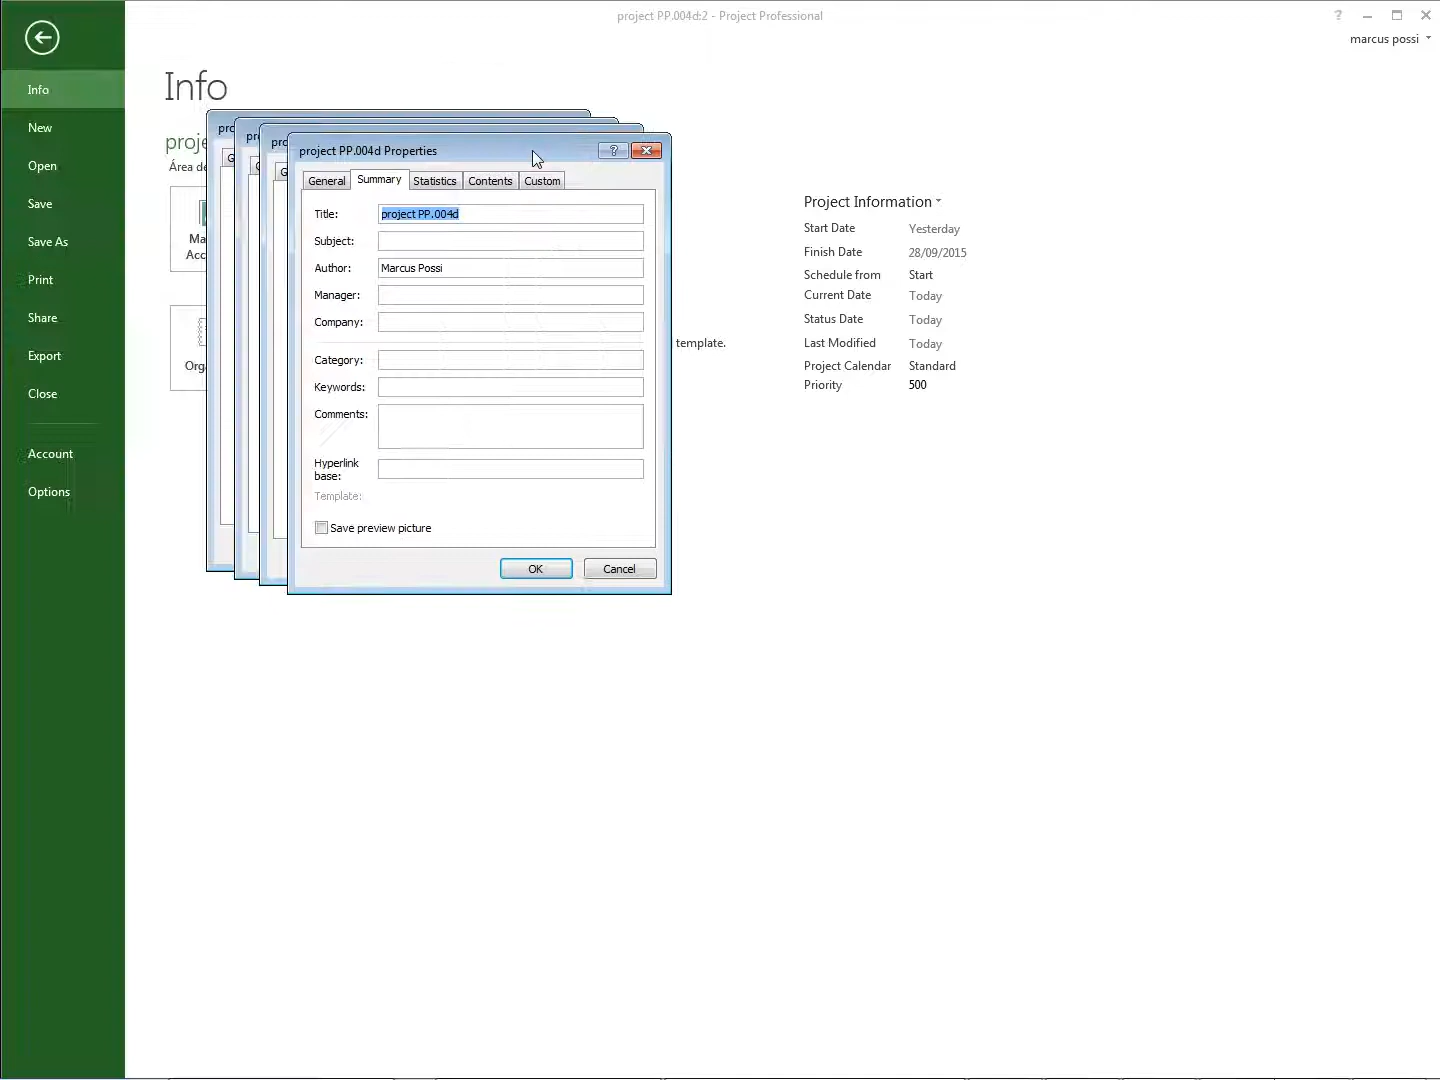 project PP.004d:2 - Project Professional
?
marcus possi
Info
New
Open
Save
Save As
Print
Share
Export
Close
Account
Options
Info
proje
Área de
Ma
Acc
Org
template.
pro
pro
pro
G
G
G
project PP.004d Properties
?
General
Summary
Statistics
Contents
Custom
Title: project PP.004d
Subject:
Author: Marcus Possi
Manager:
Company:
Category:
Keywords:
Comments:
Hyperlink
base:
Template:
Save preview picture
OK
Cancel
Project Information
Start Date Yesterday
Finish Date 28/09/2015
Schedule from Start
Current Date Today
Status Date Today
Last Modified Today
Project Calendar Standard
Priority 500